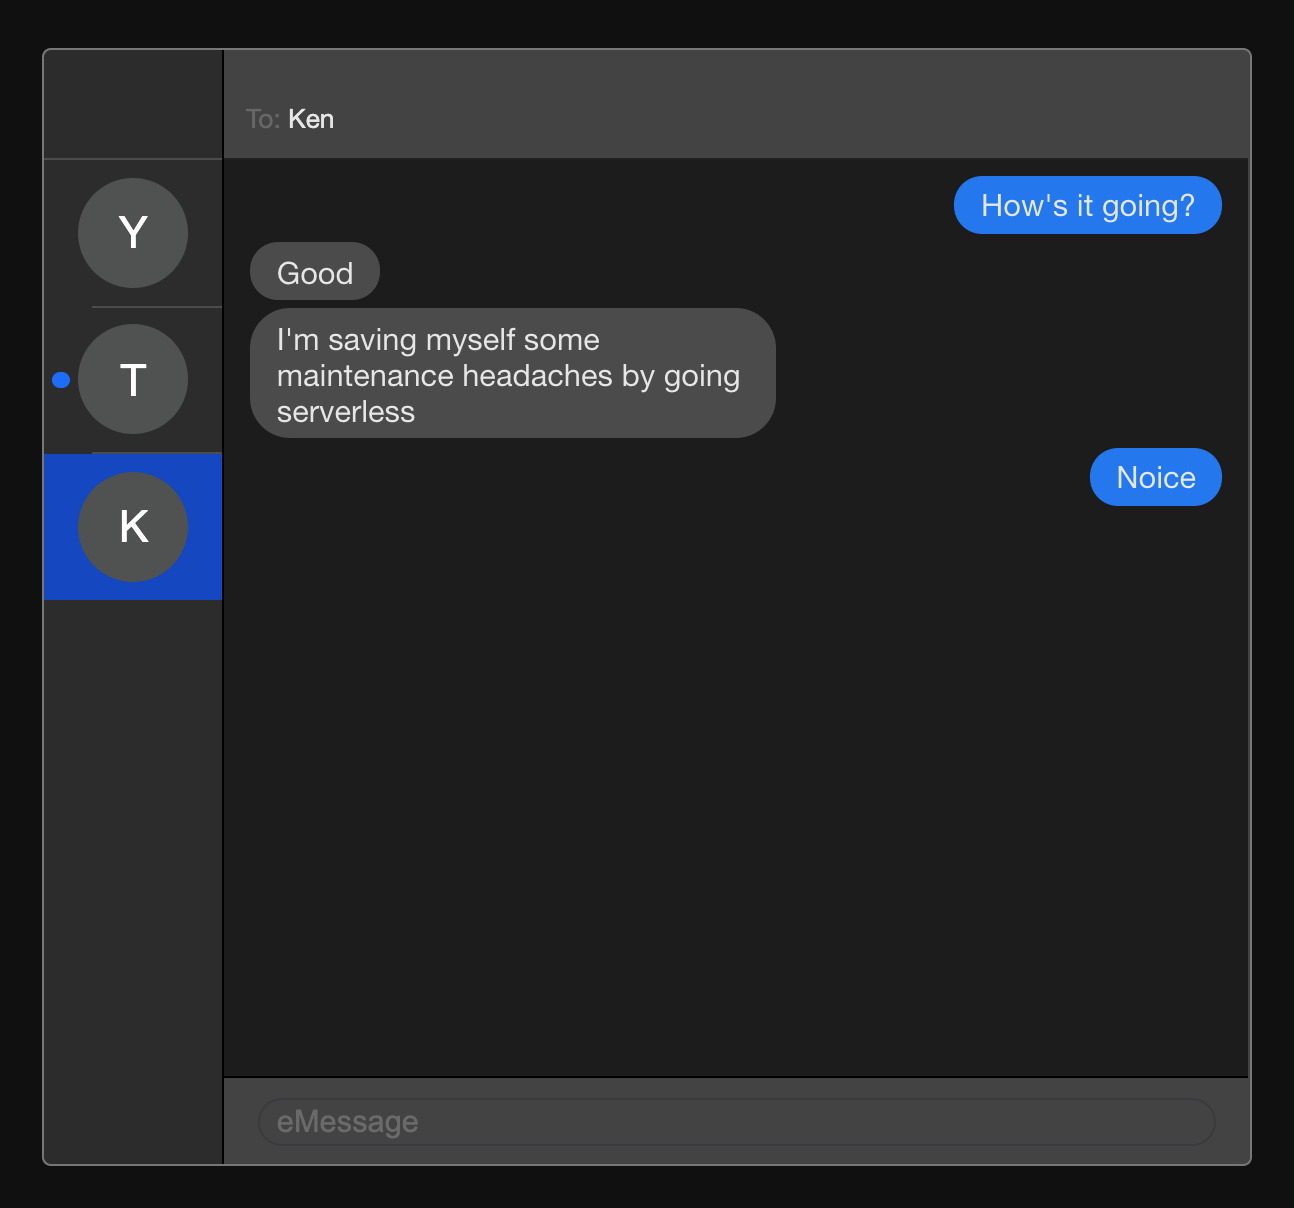 To: Ken
Y
T
K
How's it going?
Good
I'm saving myself some
maintenance headaches by going
serverless
Noice
eMessage